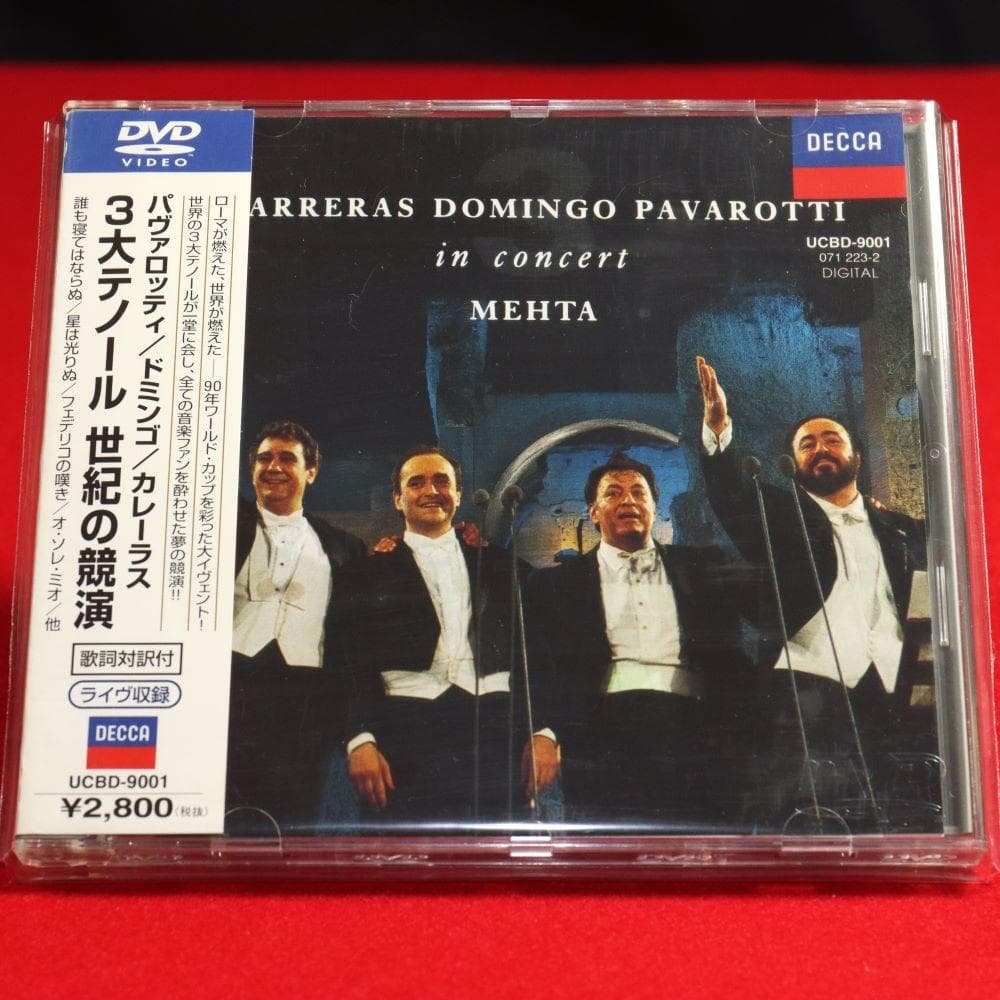 DVD
VIDEO
ローマが燃えた、世界が燃えた── 90年ワールド・カップを彩った大イヴェント!
世界の3大テノールが一堂に会し、全ての音楽ファンを酔わせた夢の競演!!
パヴァロッティ/ドミンゴ/カレーラス
3大テノール 世紀の競演
誰も寝てはならぬ/星は光りぬ/フェデリコの嘆き/オ・ソレ・ミオ/他
歌詞対訳付
ライヴ収録
DECCA
UCBD-9001
¥2,800(税抜)
DECCA
ARRERAS DOMINGO PAVAROTTI
in concert
MEHTA
UCBD-9001
071 223-2
DIGITAL